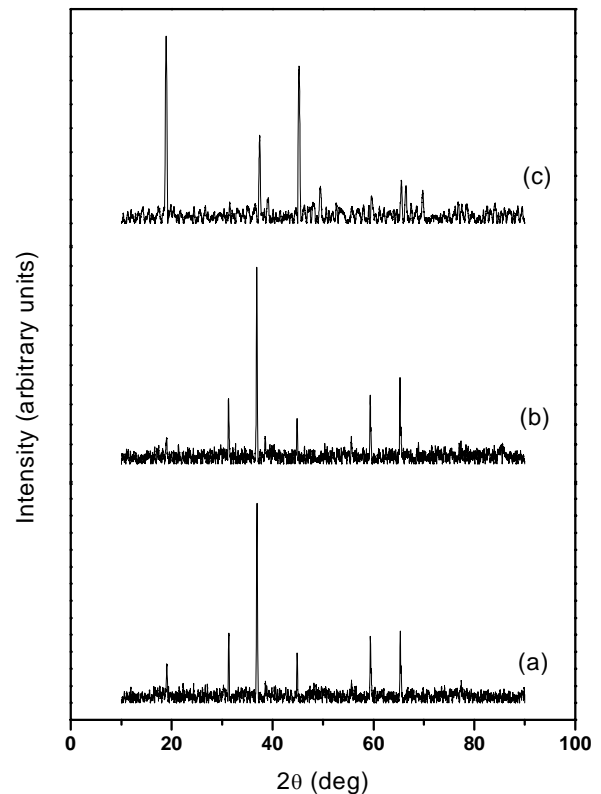 (c)
(b)
(a)
Intensity (arbitrary units)
0 20 40 60 80 100
2θ (deg)